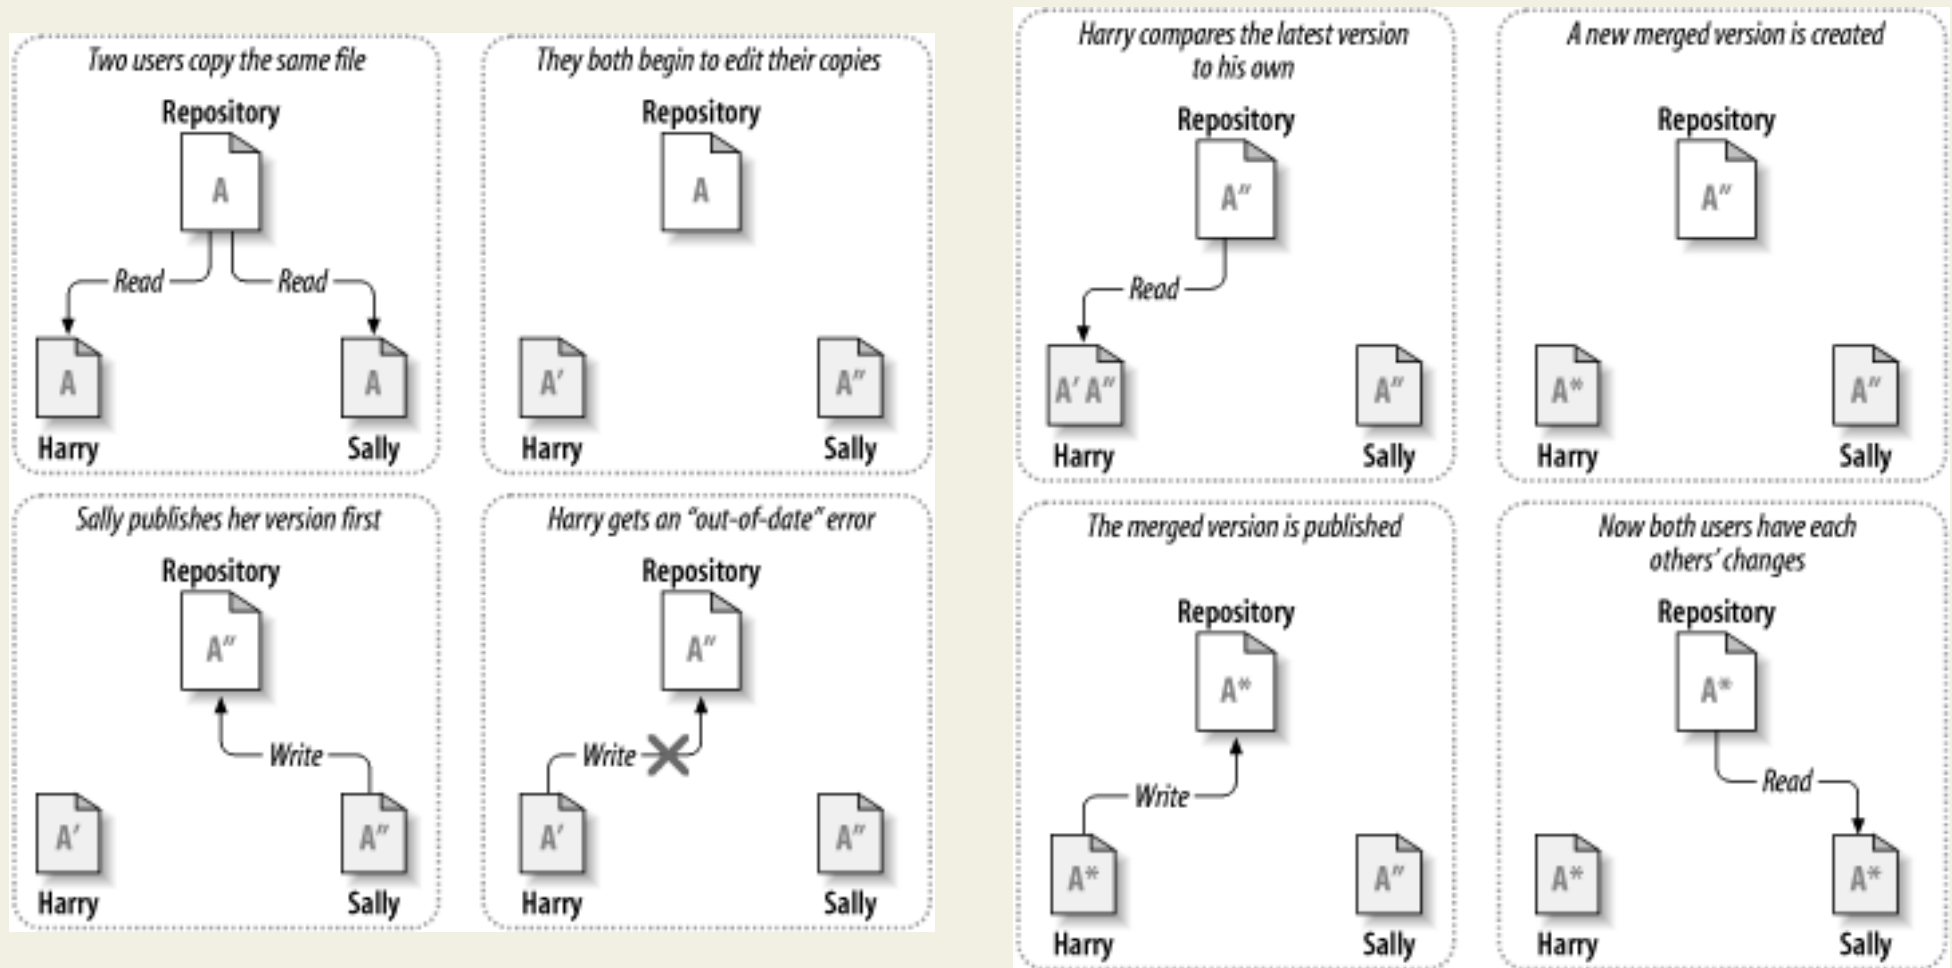 Two users copy the same file
Repository
A
Read
Read
A
A
Harry
Sally
They both begin to edit their copies
Repository
A
A′
A″
Harry
Sally
Sally publishes her version first
Repository
A″
Write
A′
A″
Harry
Sally
Harry gets an “out-of-date” error
Repository
A″
Write
A′
A″
Harry
Sally
Harry compares the latest version
to his own
Repository
A″
Read
A′ A″
A″
Harry
Sally
A new merged version is created
Repository
A″
A*
A″
Harry
Sally
The merged version is published
Repository
A*
Write
A*
A″
Harry
Sally
Now both users have each
others’ changes
Repository
A*
Read
A*
A*
Harry
Sally